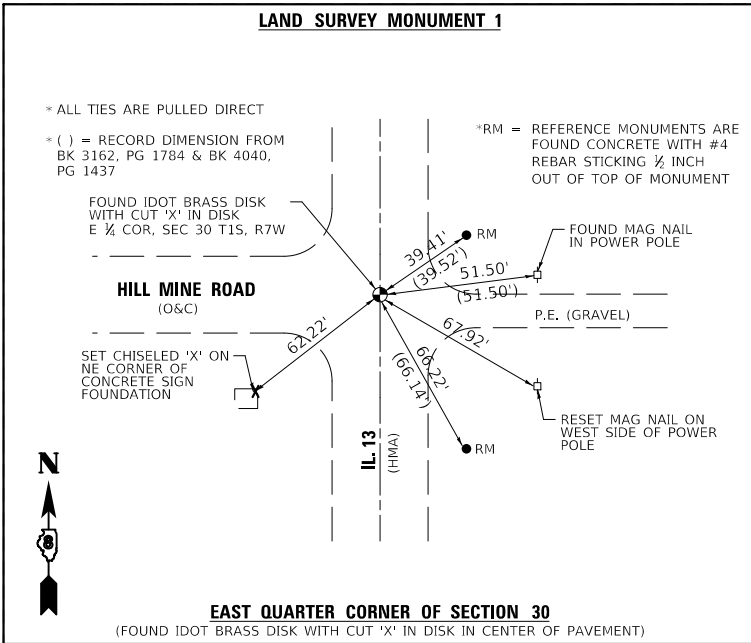 LAND SURVEY MONUMENT 1
* ALL TIES ARE PULLED DIRECT
* ( ) = RECORD DIMENSION FROM
BK 3162, PG 1784 & BK 4040,
PG 1437
*RM = REFERENCE MONUMENTS ARE
FOUND CONCRETE WITH #4
REBAR STICKING ½ INCH
OUT OF TOP OF MONUMENT
FOUND IDOT BRASS DISK
WITH CUT 'X' IN DISK
E ¼ COR, SEC 30 T1S, R7W
FOUND MAG NAIL
IN POWER POLE
RM
39.41'
(39.52')
51.50'
(51.50')
HILL MINE ROAD
(O&C)
P.E. (GRAVEL)
62.22'
67.92'
66.22'
(66.14')
SET CHISELED 'X' ON
NE CORNER OF
CONCRETE SIGN
FOUNDATION
RESET MAG NAIL ON
WEST SIDE OF POWER
POLE
RM
IL. 13
(HMA)
N
8
EAST QUARTER CORNER OF SECTION 30
(FOUND IDOT BRASS DISK WITH CUT 'X' IN DISK IN CENTER OF PAVEMENT)